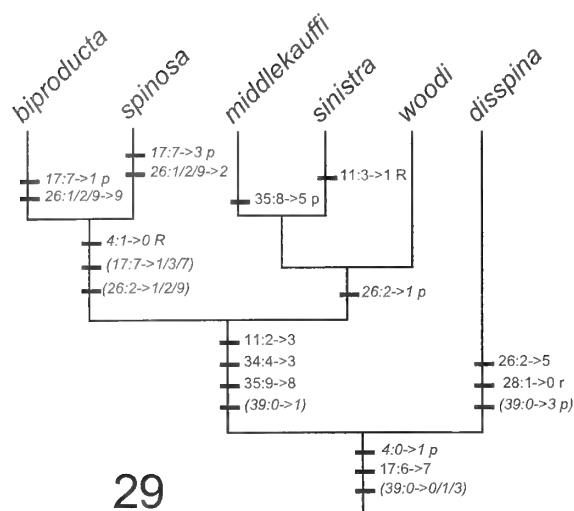 biproducta
spinosa
middlekauffi
sinistra
woodi
disspina
17:7->3 p
26:1/2/9->2
17:7->1 p
26:1/2/9->9
11:3->1 R
35:8->5 p
4:1->0 R
(17:7->1/3/7)
(26:2->1/2/9)
26:2->1 p
11:2->3
34:4->3
35:9->8
(39:0->1)
26:2->5
28:1->0 r
(39:0->3 p)
4:0->1 p
17:6->7
(39:0->0/1/3)
29